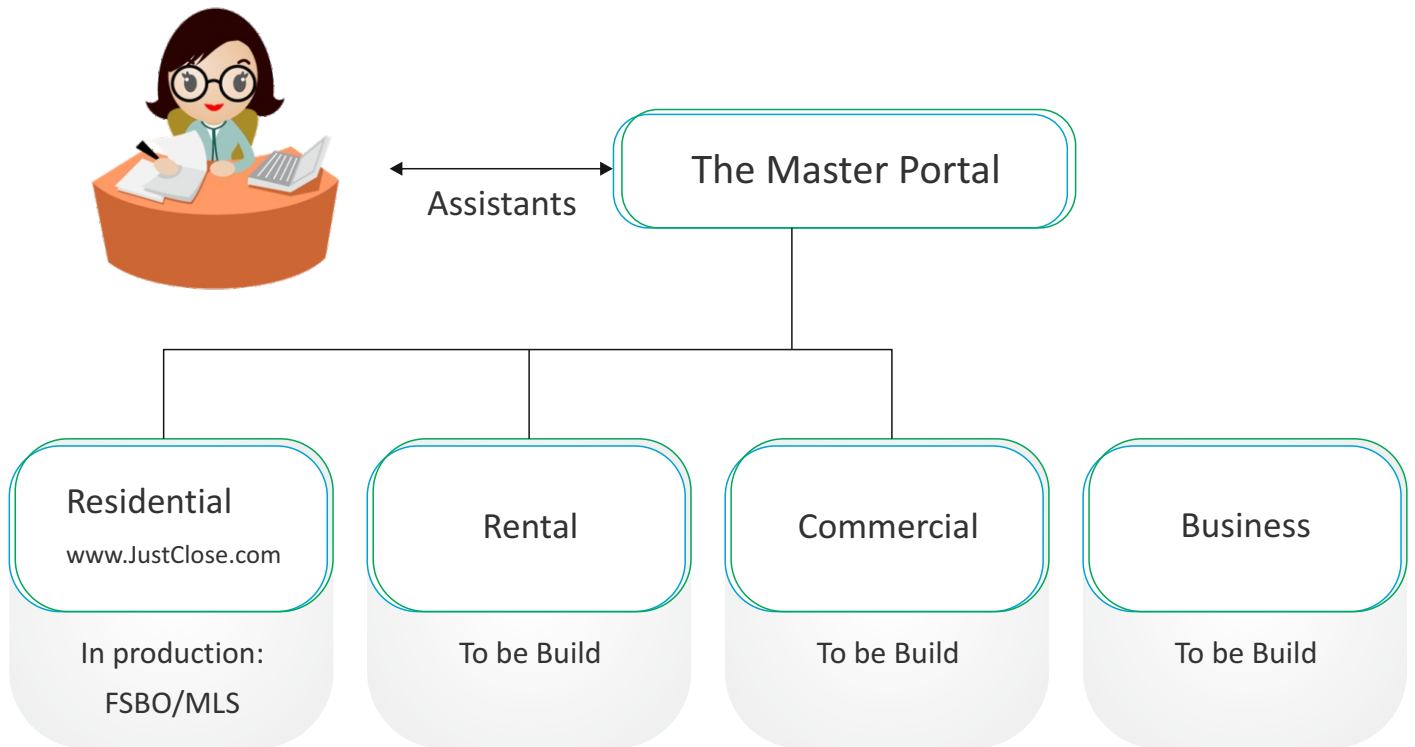 The Master Portal
Assistants
Residential
www.JustClose.com
Rental
Commercial
Business
In production:
FSBO/MLS
To be Build
To be Build
To be Build